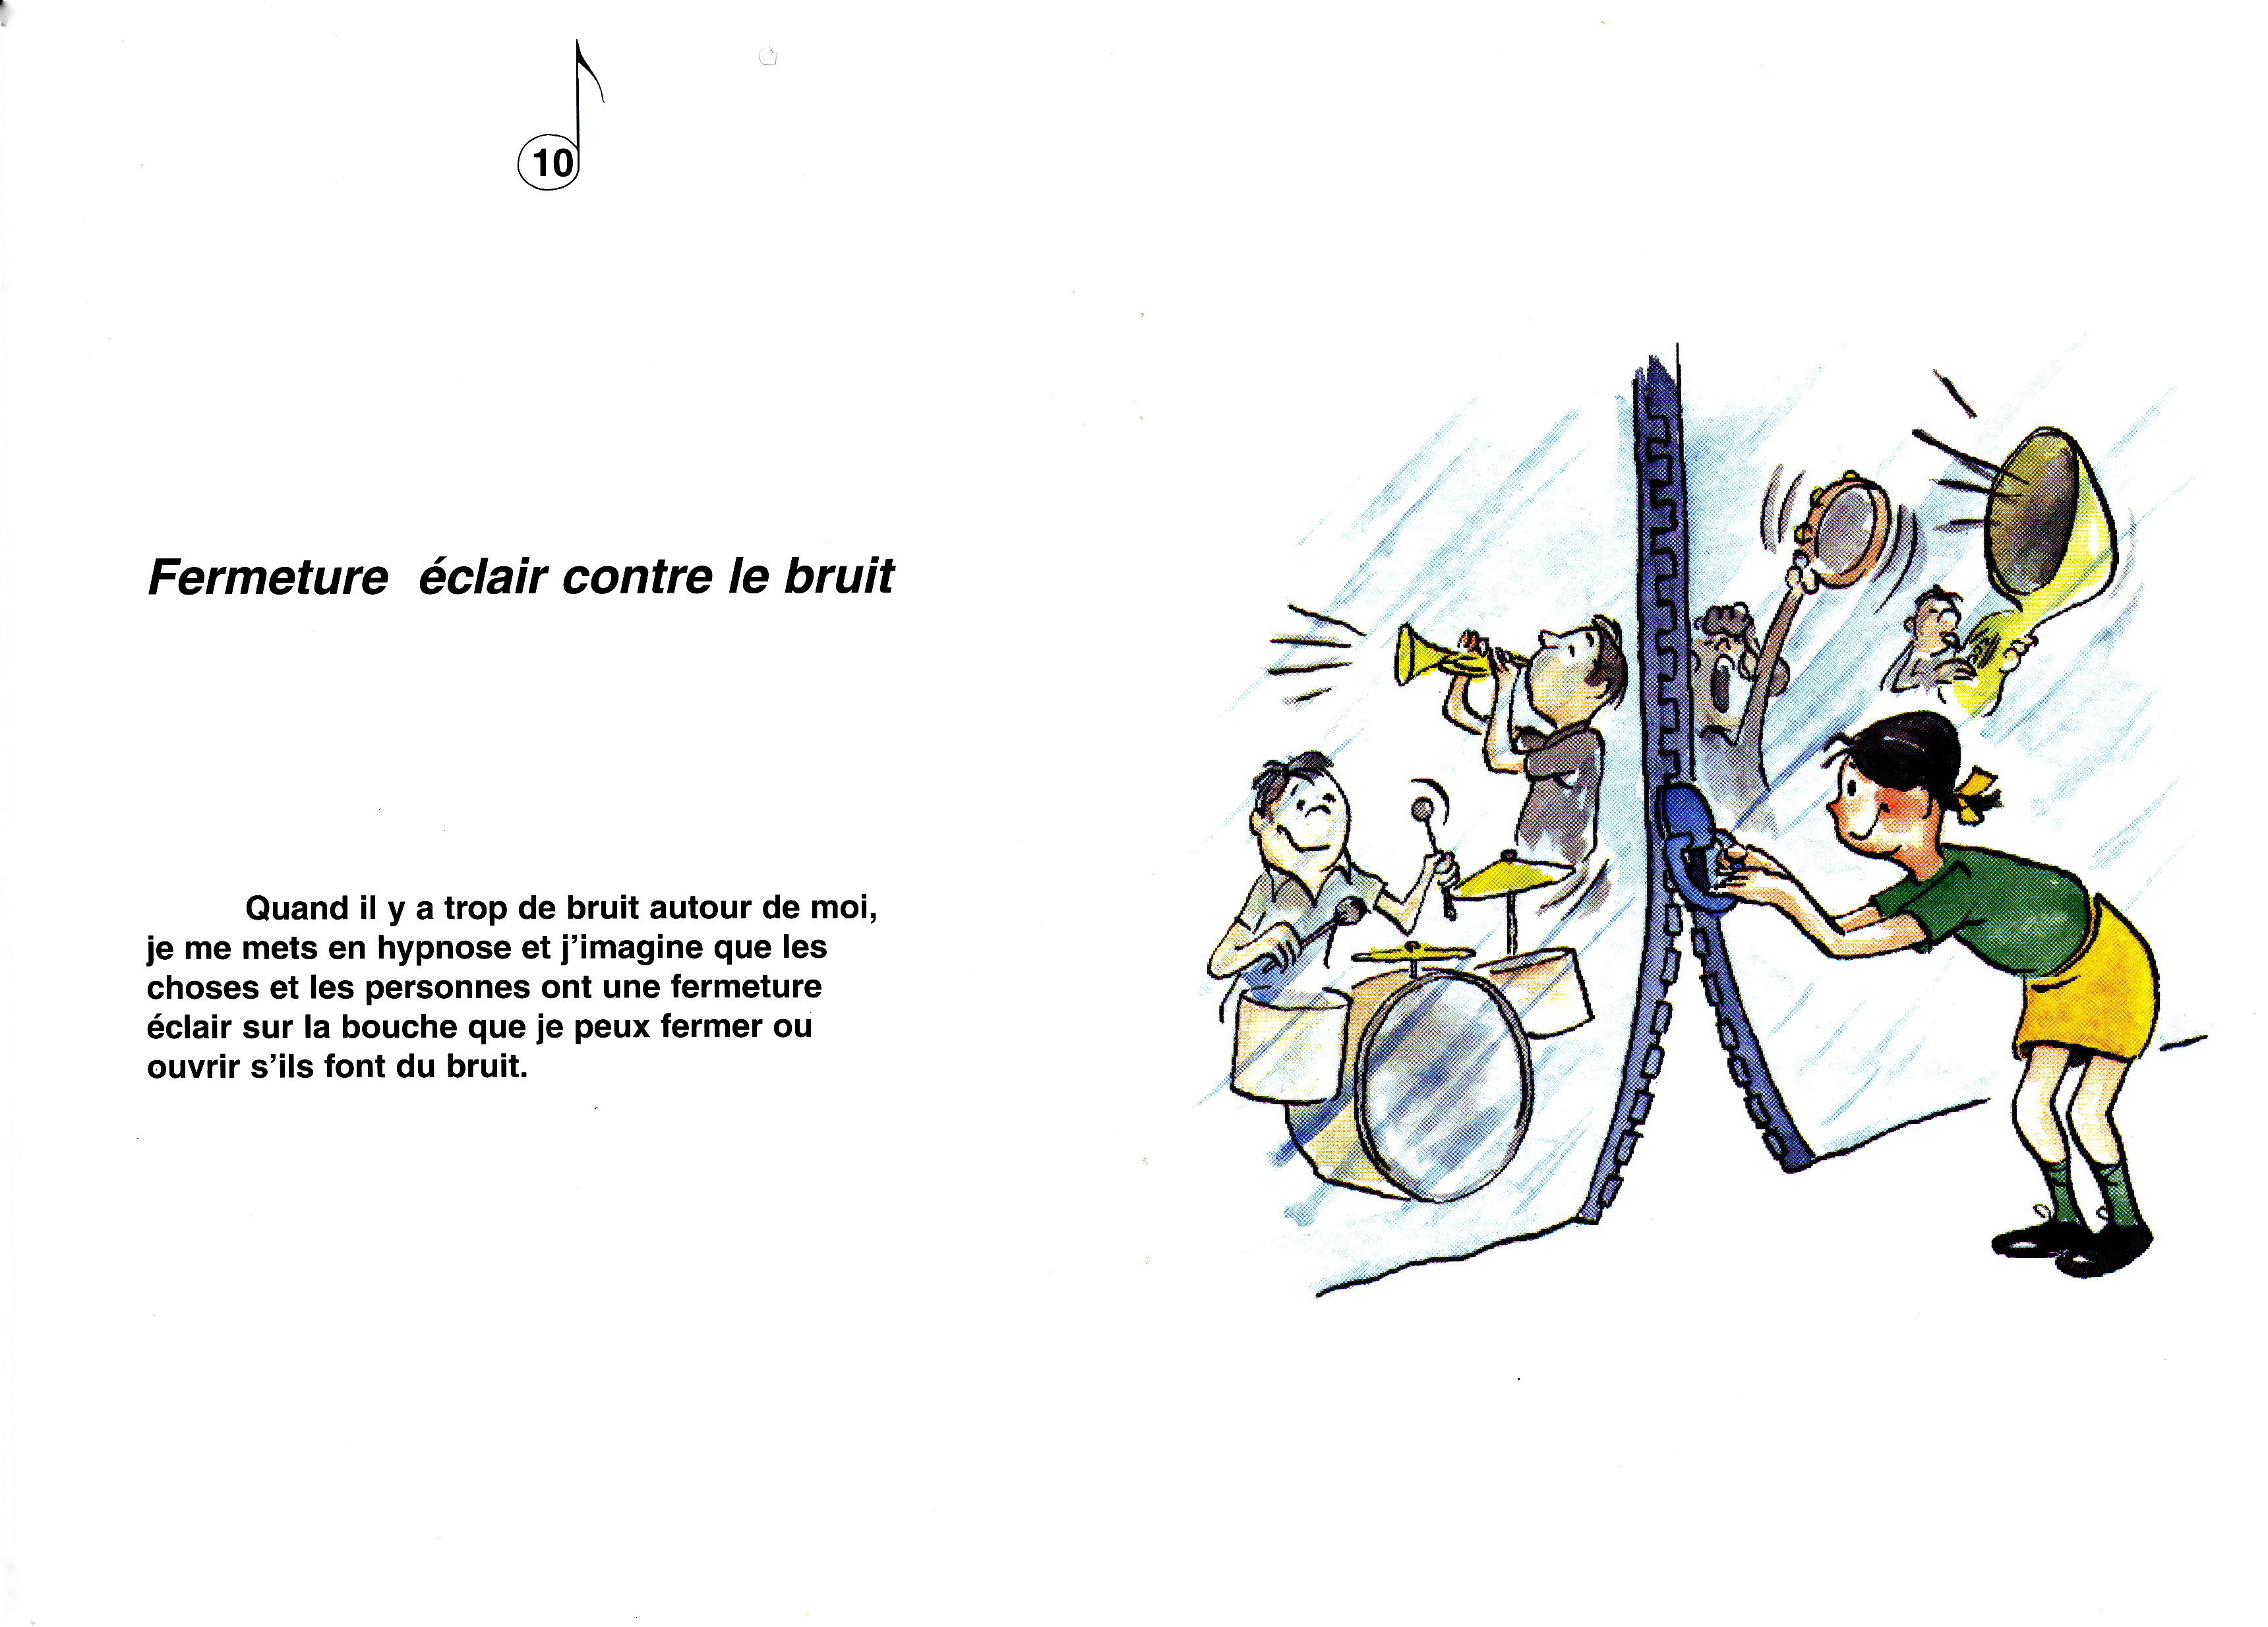 10
Fermeture éclair contre le bruit
Quand il y a trop de bruit autour de moi,
je me mets en hypnose et j'imagine que les
choses et les personnes ont une fermeture
éclair sur la bouche que je peux fermer ou
ouvrir s'ils font du bruit.